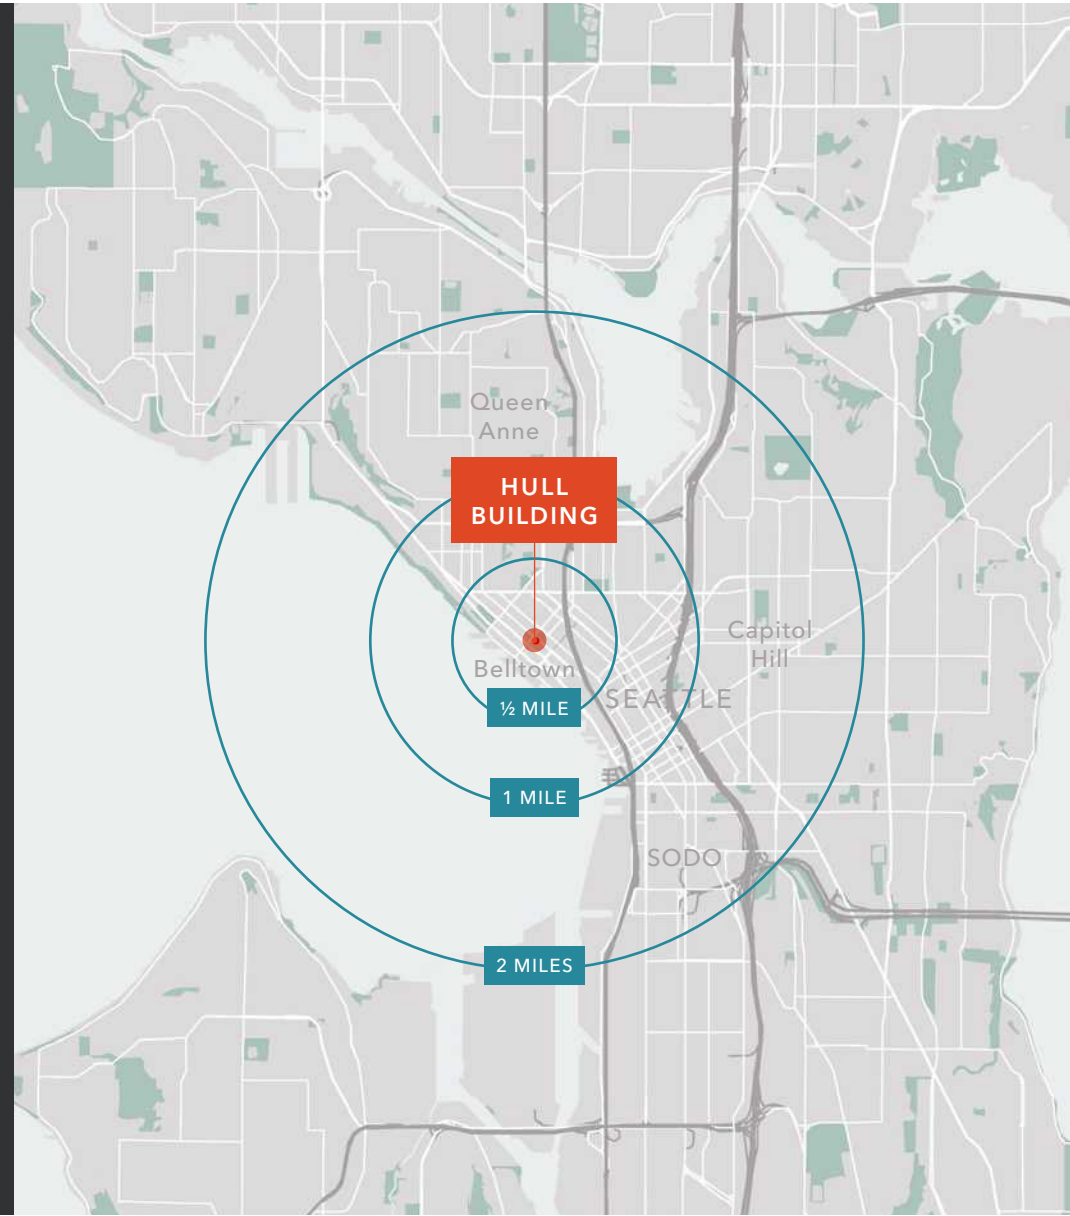 Queen
Anne
HULL
BUILDING
Capitol
Hill
Belltown
SEATTLE
½ MILE
1 MILE
SODO
2 MILES